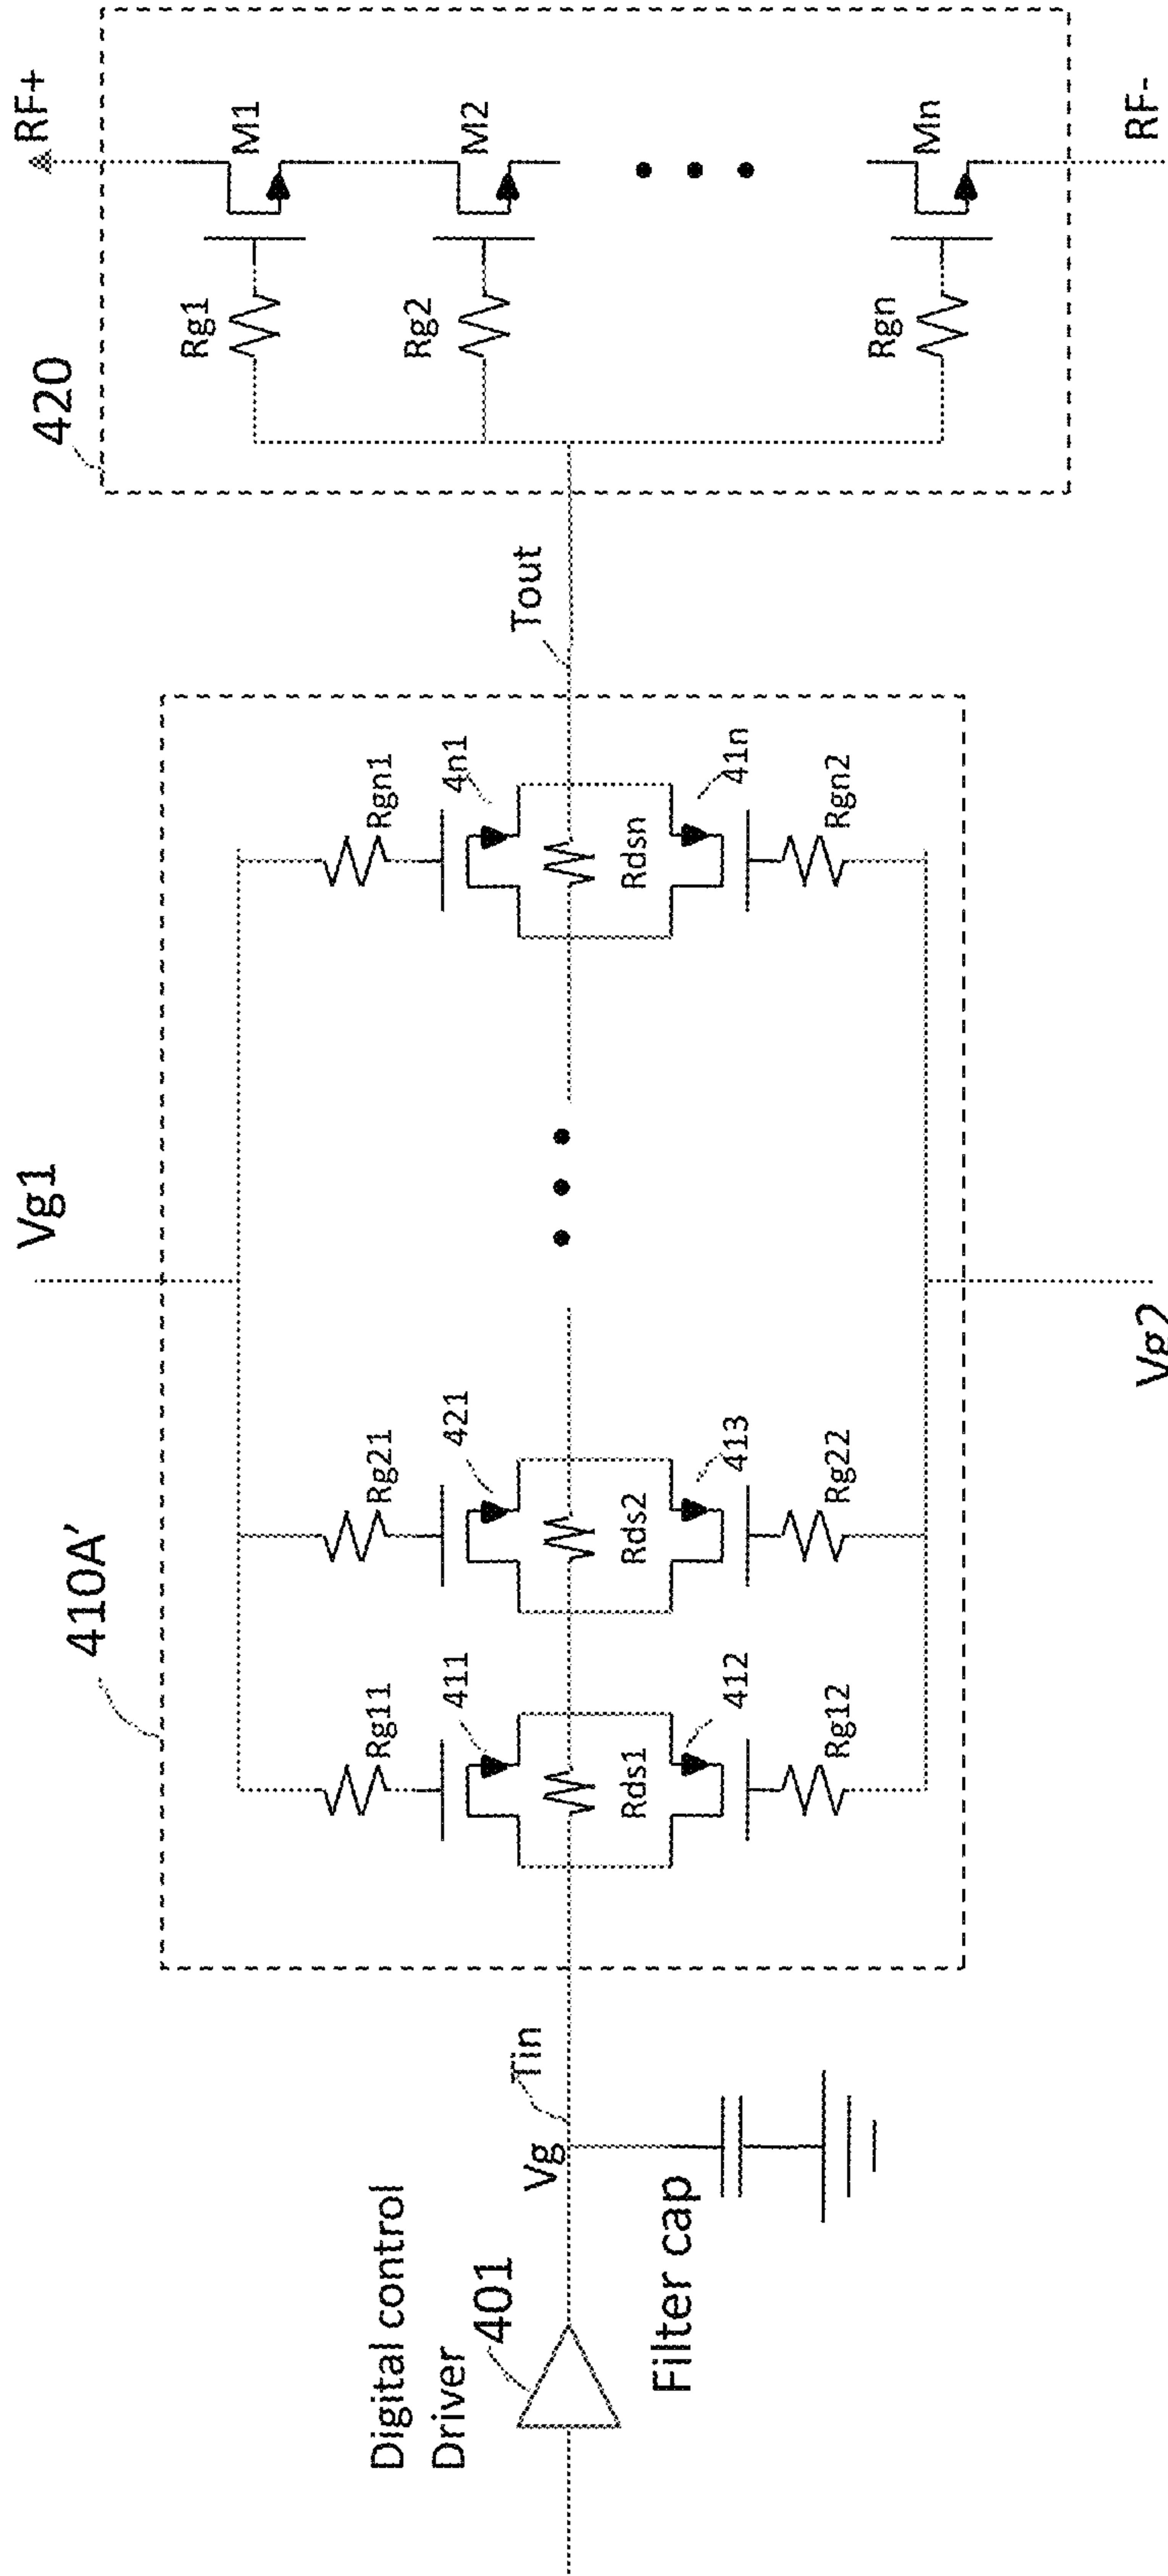 Digital control
Driver
401
Vg
Tin
Filter cap
410A'
Vg1
Rg11
Rg21
Rgn1
411
421
4n1
Rds1
Rds2
Rdsn
412
413
41n
Rg12
Rg22
Rgn2
Vg2
Tout
420
RF+
Rg1
M1
Rg2
M2
Rgn
Mn
RF-